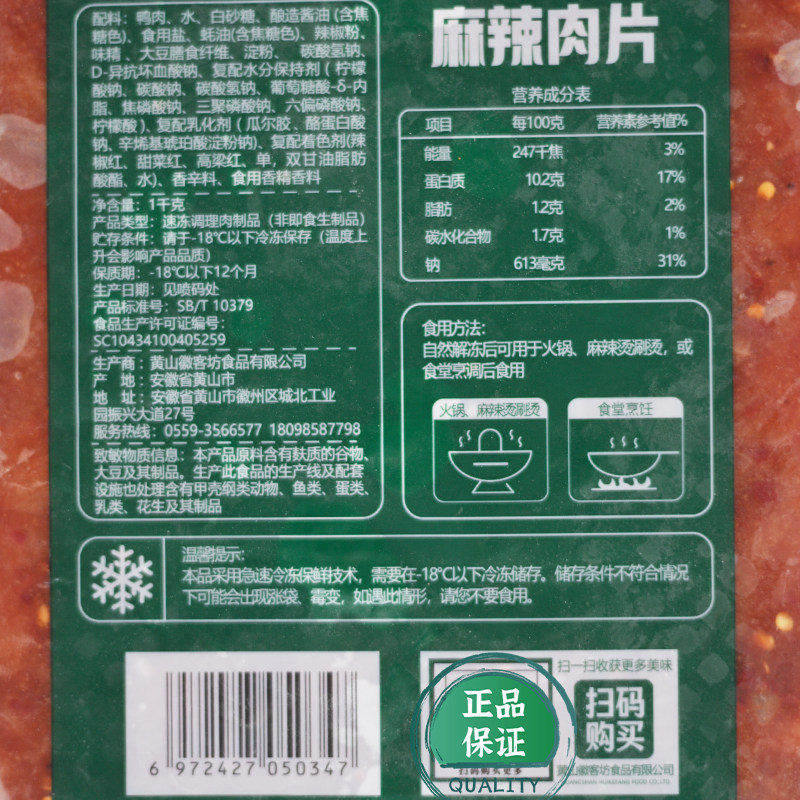 麻辣肉片
配料：鸭肉、水、白砂糖、酿造酱油(含焦
糖色)、食用盐、蚝油(含焦糖色)、辣椒粉、
味精、大豆膳食纤维、淀粉、碳酸氢钠、
D-异抗坏血酸钠、复配水分保持剂（柠檬
酸钠、碳酸钠、碳酸氢钠、葡萄糖酸-δ-内
脂、焦磷酸钠、三聚磷酸钠、六偏磷酸钠、
柠檬酸）、复配乳化剂（瓜尔胶、酪蛋白酸
钠、辛烯基琥珀酸淀粉钠）、复配着色剂(辣
椒红、甜菜红、高粱红、单，双甘油脂肪
酸酯、水)、香辛料、食用香精香料
净含量：1千克
产品类型：速冻调理肉制品（非即食生制品）
贮存条件：请于-18℃以下冷冻保存（温度上
升会影响产品品质）
保质期：-18℃以下12个月
生产日期：见喷码处
产品标准号：SB/T 10379
食品生产许可证编号：
SC10434100405259
生产商：黄山徽客坊食品有限公司
产 地：安徽省黄山市
地 址：安徽省黄山市徽州区城北工业
园振兴大道27号
服务热线：0559-3566577 18098587798
致敏物质信息：本产品原料含有麸质的谷物、
大豆及其制品。生产此食品的生产线及配套
设施也处理含有甲壳纲类动物、鱼类、蛋类、
乳类、花生及其制品
营养成分表
项目 每100克 营养素参考值%
能量 247千焦 3%
蛋白质 10.2克 17%
脂肪 1.2克 2%
碳水化合物 1.7克 1%
钠 613毫克 31%
食用方法：
自然解冻后可用于火锅、麻辣烫涮烫，或
食堂烹调后食用
火锅、麻辣烫涮烫 食堂烹饪
温馨提示：
本品采用急速冷冻保鲜技术，需要在-18℃以下冷冻储存。储存条件不符合情况
下可能会出现胀袋、霉变，如遇此情形，请您不要食用。
6 972427 050347
扫一扫收获更多美味
扫码
购买
黄山徽客坊食品有限公司
正品
保证
扫码购买更多
QUALITY